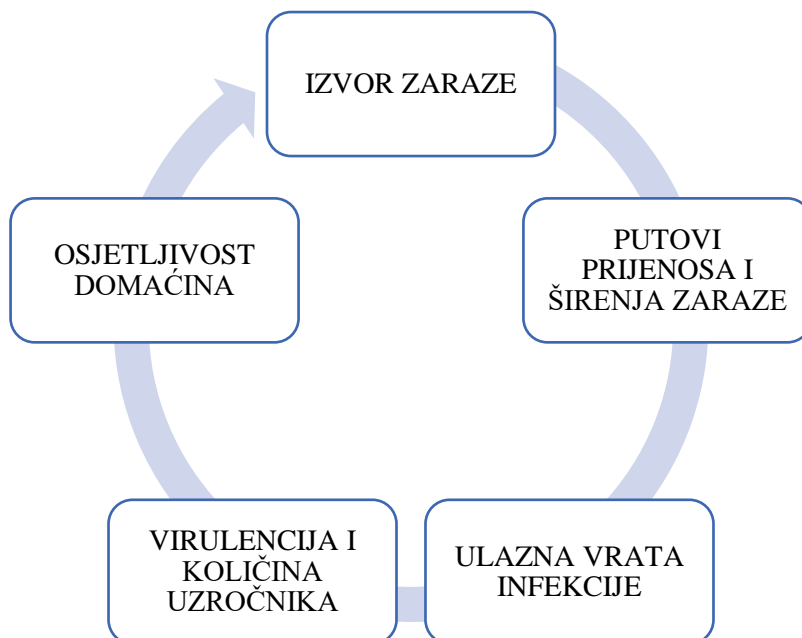 IZVOR ZARAZE
PUTOVI
PRIJENOSA I
ŠIRENJA ZARAZE
ULAZNA VRATA
INFEKCIJE
VIRULENCIJA I
KOLIČINA
UZROČNIKA
OSJETLJIVOST
DOMAĆINA